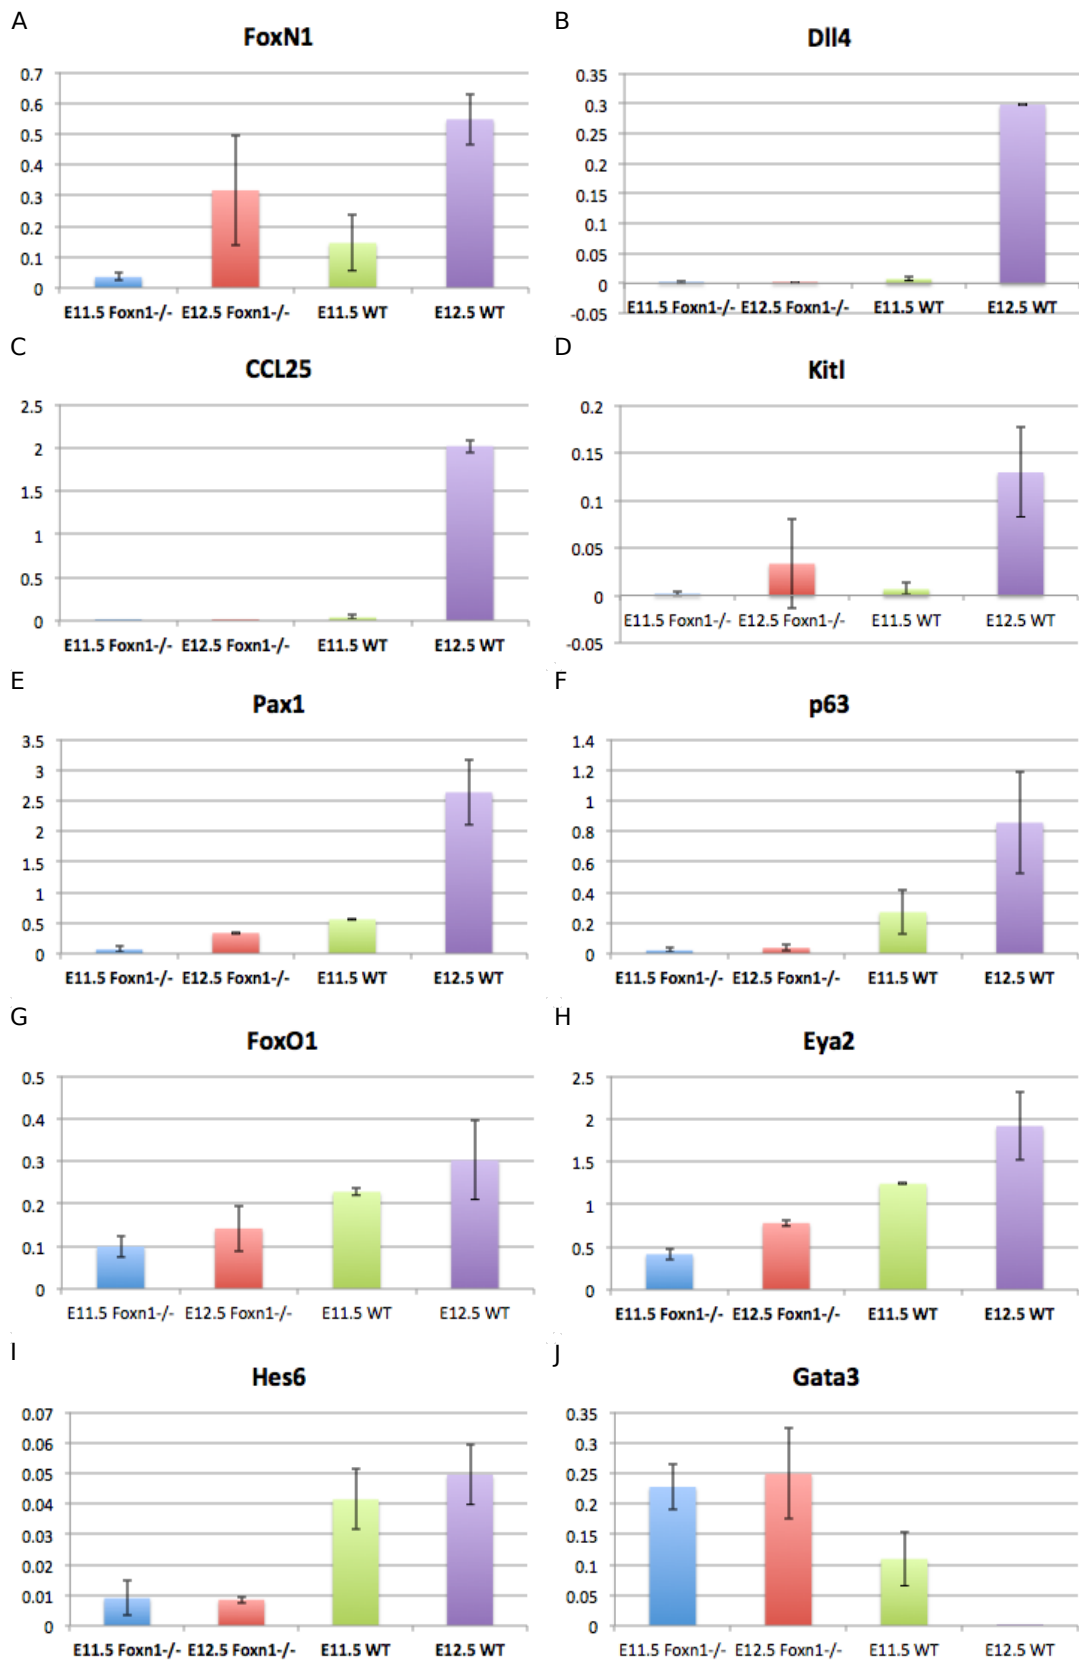 A
FoxN1
0.7
0.6
0.5
0.4
0.3
0.2
0.1
0
E11.5 Foxn1-/- E12.5 Foxn1-/- E11.5 WT E12.5 WT
B
Dll4
0.35
0.3
0.25
0.2
0.15
0.1
0.05
0
-0.05
E11.5 Foxn1-/- E12.5 Foxn1-/- E11.5 WT E12.5 WT
C
CCL25
2.5
2
1.5
1
0.5
0
E11.5 Foxn1-/- E12.5 Foxn1-/- E11.5 WT E12.5 WT
D
Kitl
0.2
0.15
0.1
0.05
0
-0.05
E11.5 Foxn1-/- E12.5 Foxn1-/- E11.5 WT E12.5 WT
E
Pax1
3.5
3
2.5
2
1.5
1
0.5
0
E11.5 Foxn1-/- E12.5 Foxn1-/- E11.5 WT E12.5 WT
F
p63
1.4
1.2
1
0.8
0.6
0.4
0.2
0
E11.5 Foxn1-/- E12.5 Foxn1-/- E11.5 WT E12.5 WT
G
FoxO1
0.5
0.4
0.3
0.2
0.1
0
E11.5 Foxn1-/- E12.5 Foxn1-/- E11.5 WT E12.5 WT
H
Eya2
2.5
2
1.5
1
0.5
0
E11.5 Foxn1-/- E12.5 Foxn1-/- E11.5 WT E12.5 WT
I
Hes6
0.07
0.06
0.05
0.04
0.03
0.02
0.01
0
E11.5 Foxn1-/- E12.5 Foxn1-/- E11.5 WT E12.5 WT
J
Gata3
0.35
0.3
0.25
0.2
0.15
0.1
0.05
0
E11.5 Foxn1-/- E12.5 Foxn1-/- E11.5 WT E12.5 WT